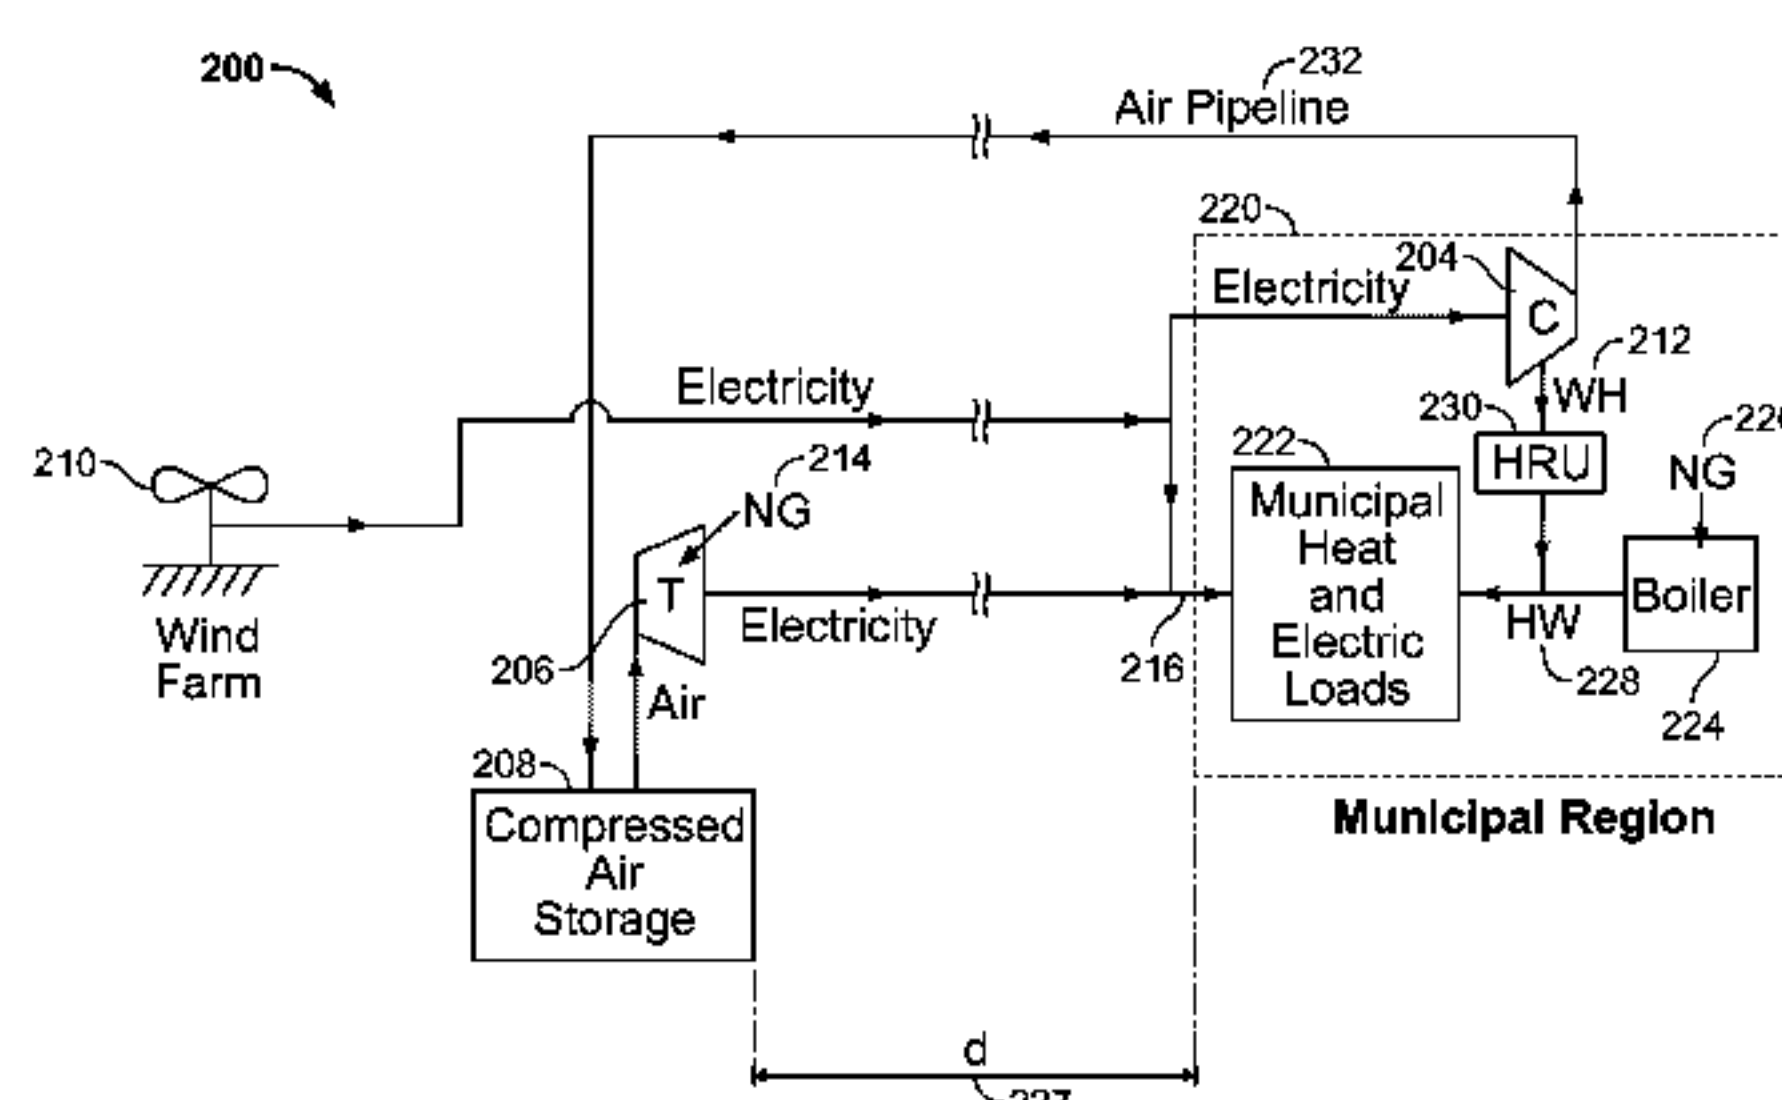 200
232
Air Pipeline
220
204
Electricity
C
212
WH
Electricity
230
HRU
222
NG
210
214
NG
Municipal
Heat
and
Electric
Loads
T
Electricity
Boiler
HW
216
228
224
Wind
Farm
206
Air
208
Compressed
Air
Storage
Municipal Region
d